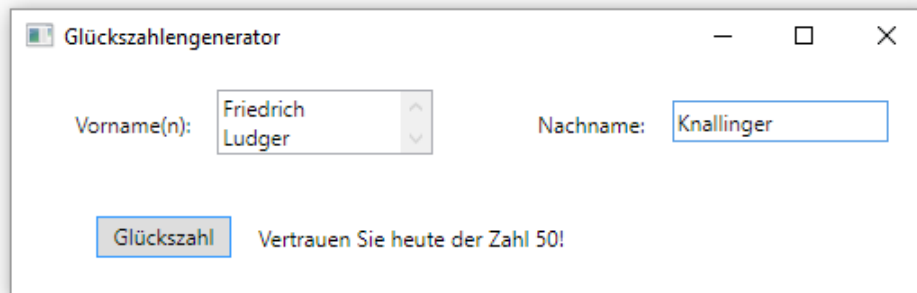 Glückszahlengenerator
Vorname(n):
Friedrich
Ludger
Nachname:
Knallinger
Glückszahl
Vertrauen Sie heute der Zahl 50!